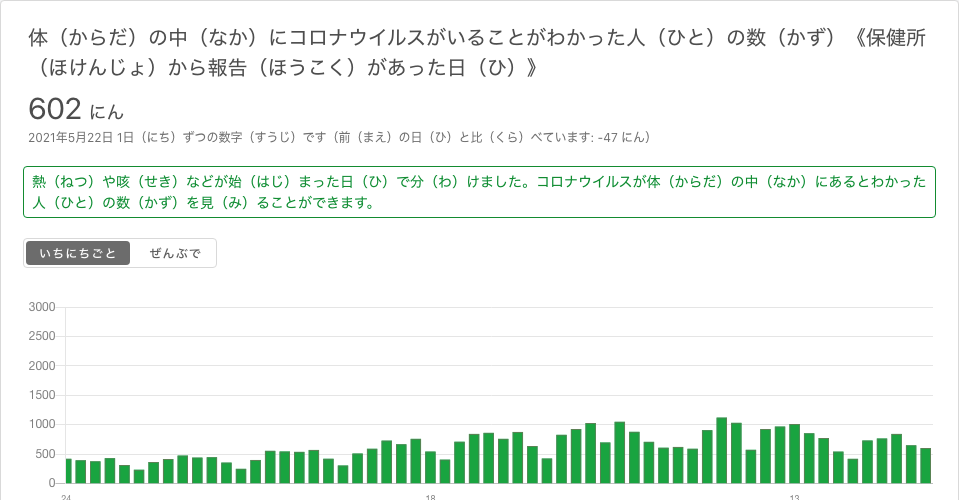 体（からだ）の中（なか）にコロナウイルスがいることがわかった人（ひと）の数（かず）《保健所
（ほけんじょ）から報告（ほうこく）があった日（ひ）》
602 にん
2021年5月22日 1日（にち）ずつの数字（すうじ）です（前（まえ）の日（ひ）と比（くら）べています: -47 にん）
熱（ねつ）や咳（せき）などが始（はじ）まった日（ひ）で分（わ）けました。コロナウイルスが体（からだ）の中（なか）にあるとわかった
人（ひと）の数（かず）を見（み）ることができます。
いちにちごと ぜんぶで
3000
2500
2000
1500
1000
500
0
24 18 13